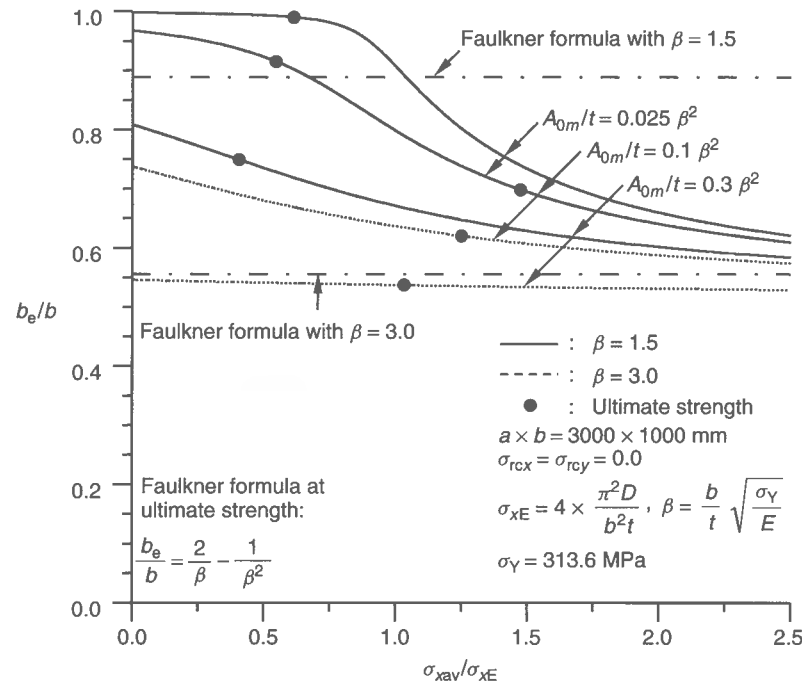 1.0
0.8
0.6
0.4
0.2
0.0
b_e/b
0.0
0.5
1.0
1.5
2.0
2.5
σ_xav/σ_xE
Faulkner formula with β = 1.5
A_0m/t = 0.025 β²
A_0m/t = 0.1 β²
A_0m/t = 0.3 β²
Faulkner formula with β = 3.0
: β = 1.5
: β = 3.0
: Ultimate strength
a × b = 3000 × 1000 mm
σ_rcx = σ_rcy = 0.0
σ_xE = 4 × π²D/b²t , β = b/t √(σ_Y/E)
σ_Y = 313.6 MPa
Faulkner formula at
ultimate strength:
b_e/b = 2/β − 1/β²